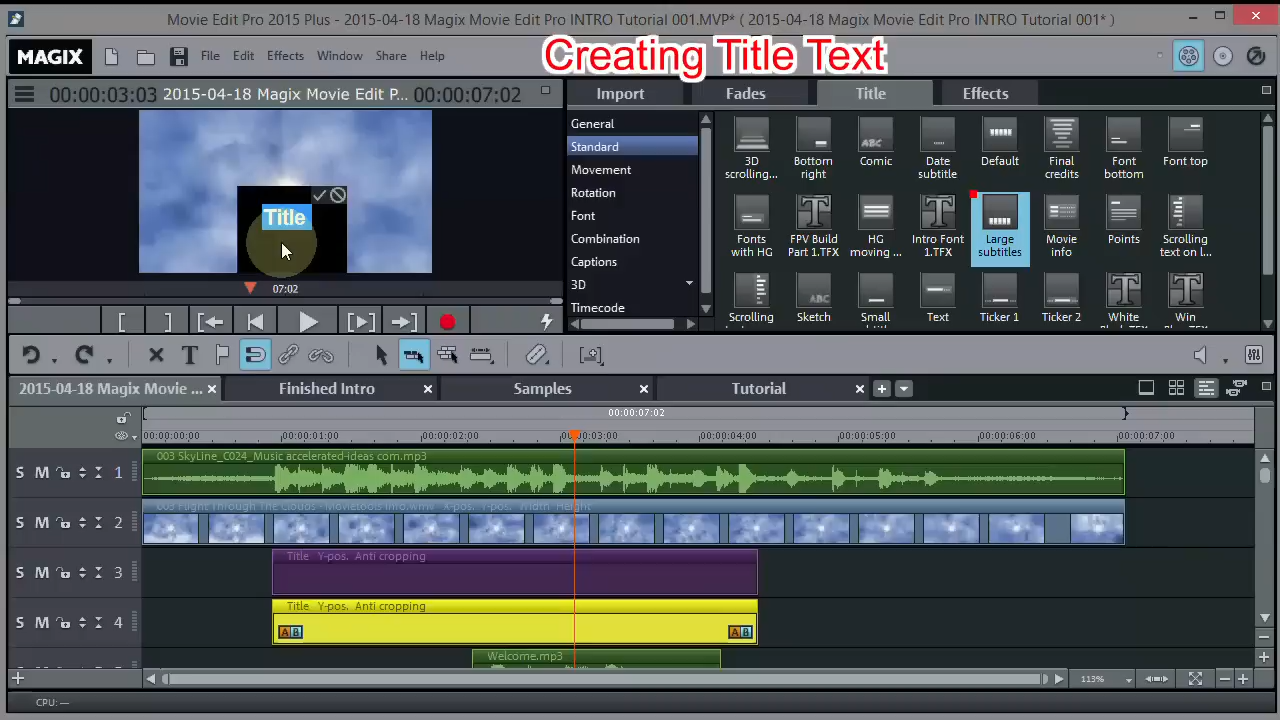 Movie Edit Pro 2015 Plus - 2015-04-18 Magix Movie Edit Pro INTRO Tutorial 001.MVP* ( 2015-04-18 Magix Movie Edit Pro INTRO Tutorial 001* )
MAGIX File Edit Effects Window Share Help
Creating Title Text
00:00:03:03 2015-04-18 Magix Movie Edit P... 00:00:07:02
Import Fades Title Effects
General
Standard
Movement
Rotation
Font
Combination
Captions
3D
Timecode
3D scrolling...
Bottom right
Comic
Date subtitle
Default
Final credits
Font bottom
Font top
Fonts with HG
FPV Build Part 1.TFX
HG moving ...
Intro Font 1.TFX
Large subtitles
Movie info
Points
Scrolling text on l...
Scrolling
Sketch
Small
Text
Ticker 1
Ticker 2
Title
07:02
2015-04-18 Magix Movie ... Finished Intro Samples Tutorial
00:00:07:02
00:00:00:00 00:00:01:00 00:00:02:00 00:00:03:00 00:00:04:00 00:00:05:00 00:00:06:00 00:00:07:00
003 SkyLine_C024_Music accelerated-ideas com.mp3
S M 1
S M 2
Title Y-pos. Anti cropping
S M 3
Title Y-pos. Anti cropping
S M 4
A B A B
Welcome.mp3
113%
CPU: —